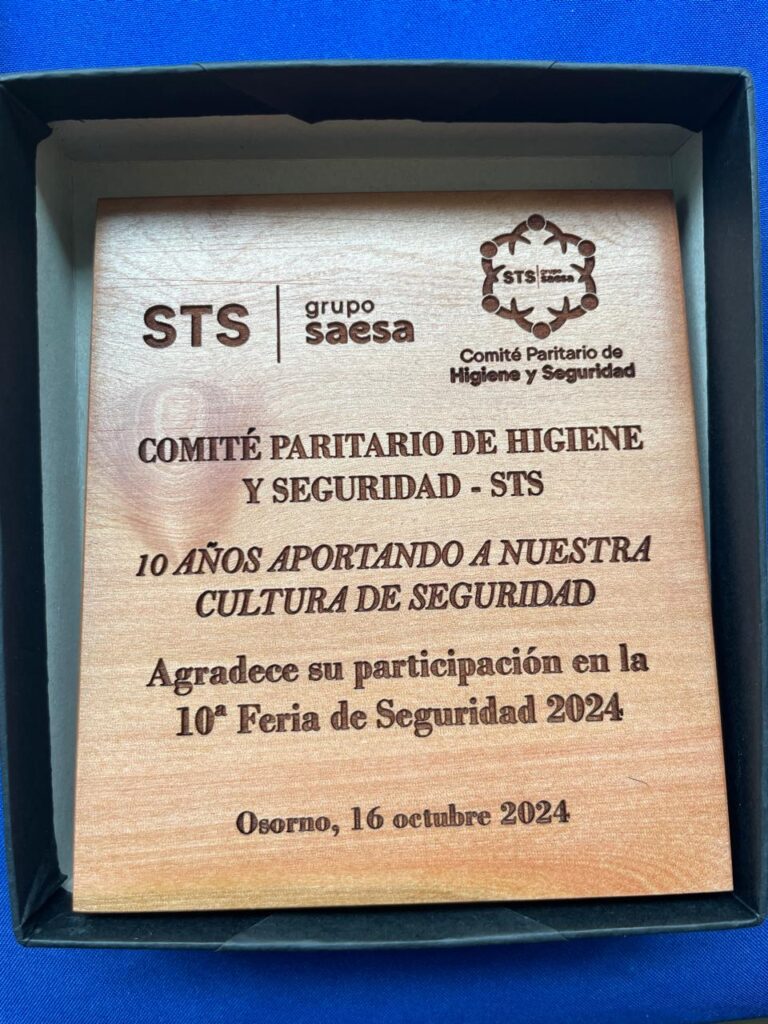 STS | grupo
saesa
STS | grupo
saesa
Comité Paritario de
Higiene y Seguridad
COMITÉ PARITARIO DE HIGIENE
Y SEGURIDAD - STS
10 AÑOS APORTANDO A NUESTRA
CULTURA DE SEGURIDAD
Agradece su participación en la
10ª Feria de Seguridad 2024
Osorno, 16 octubre 2024